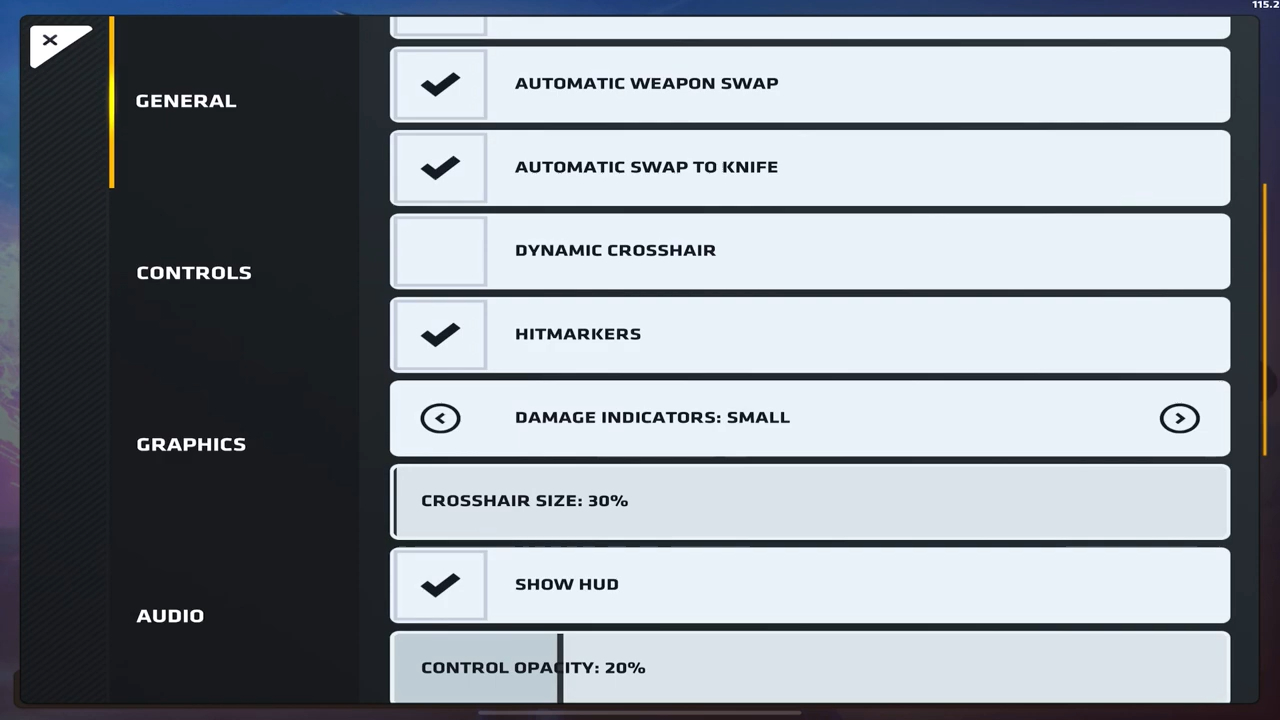 115.2
GENERAL
CONTROLS
GRAPHICS
AUDIO
AUTOMATIC WEAPON SWAP
AUTOMATIC SWAP TO KNIFE
DYNAMIC CROSSHAIR
HITMARKERS
DAMAGE INDICATORS: SMALL
CROSSHAIR SIZE: 30%
SHOW HUD
CONTROL OPACITY: 20%